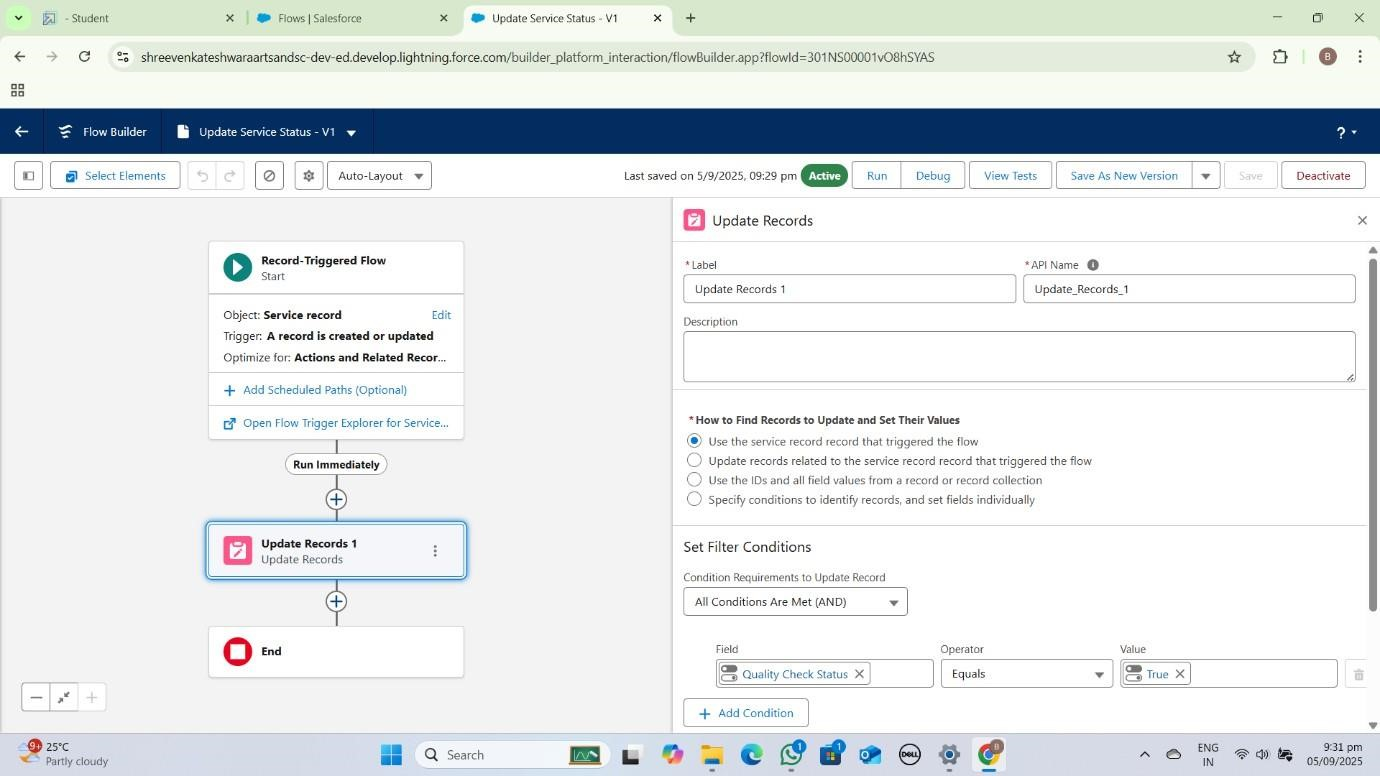 - Student
Flows | Salesforce
Update Service Status - V1
shreevenkateshwaraartsandsc-dev-ed.develop.lightning.force.com/builder_platform_interaction/flowBuilder.app?flowId=301NS00001vO8hSYAS
B
Flow Builder
Update Service Status - V1
?
Select Elements
Auto-Layout
Last saved on 5/9/2025, 09:29 pm
Active
Run
Debug
View Tests
Save As New Version
Save
Deactivate
Record-Triggered Flow
Start
Object: Service record
Edit
Trigger: A record is created or updated
Optimize for: Actions and Related Recor...
Add Scheduled Paths (Optional)
Open Flow Trigger Explorer for Service...
Run Immediately
Update Records 1
Update Records
End
Update Records
*Label
Update Records 1
*API Name
Update_Records_1
Description
*How to Find Records to Update and Set Their Values
Use the service record record that triggered the flow
Update records related to the service record record that triggered the flow
Use the IDs and all field values from a record or record collection
Specify conditions to identify records, and set fields individually
Set Filter Conditions
Condition Requirements to Update Record
All Conditions Are Met (AND)
Field
Operator
Value
Quality Check Status
Equals
True
Add Condition
9+
25°C
Partly cloudy
Search
1
1
DELL
B
ENG
IN
9:31 pm
05/09/2025